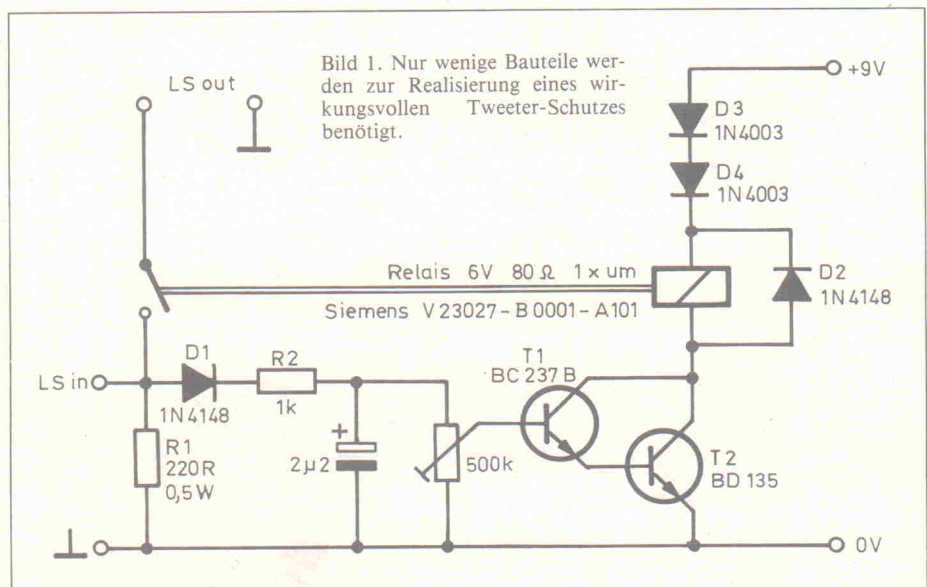 Bild 1. Nur wenige Bauteile wer-
den zur Realisierung eines wir-
kungsvollen Tweeter-Schutzes
benötigt.
LS out
+9V
D3
1N4003
D4
1N4003
Relais 6V 80 Ω 1 x um
Siemens V 23027-B 0001-A101
D2
1N4148
LS in
D1
1N4148
R2
1k
T1
BC 237 B
R1
220R
0,5W
+
2µ2
500k
T2
BD 135
0V